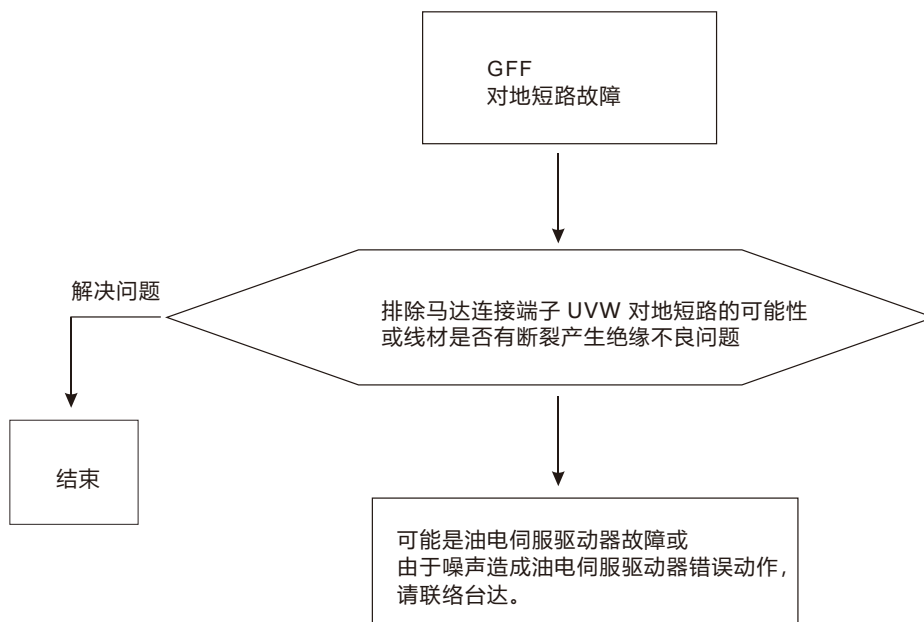 GFF
对地短路故障
解决问题
排除马达连接端子 UVW 对地短路的可能性
或线材是否有断裂产生绝缘不良问题
结束
可能是油电伺服驱动器故障或
由于噪声造成油电伺服驱动器错误动作，
请联络台达。